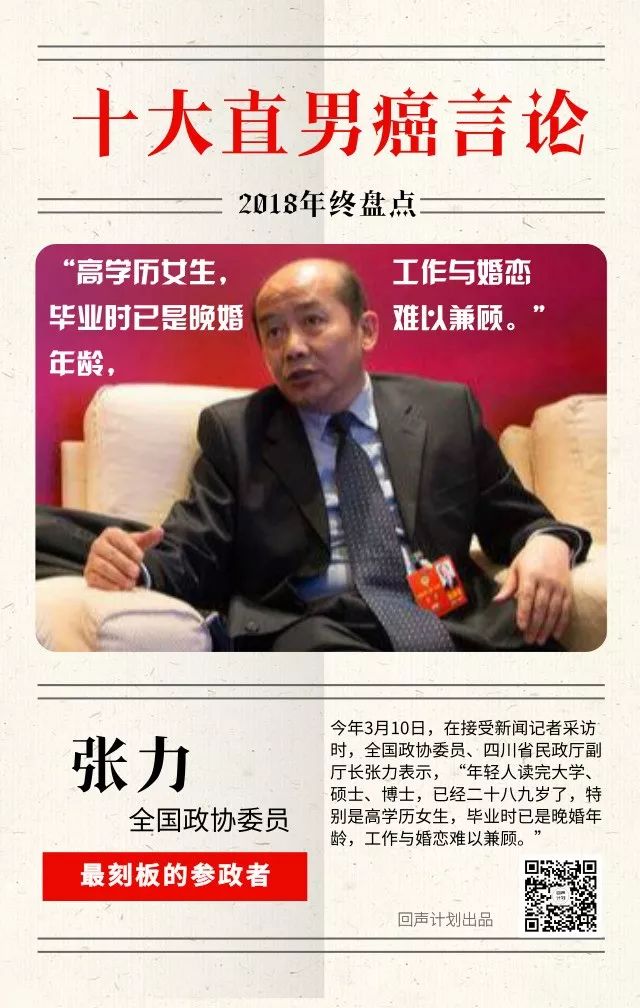 十大直男癌言论
2018年终盘点
“高学历女生，
毕业时已是晚婚
年龄，
工作与婚恋
难以兼顾。”
张力
全国政协委员
最刻板的参政者
今年3月10日，在接受新闻记者采访
时，全国政协委员、四川省民政厅副
厅长张力表示，“年轻人读完大学、
硕士、博士，已经二十八九岁了，特
别是高学历女生，毕业时已是晚婚年
龄，工作与婚恋难以兼顾。”
回声计划出品